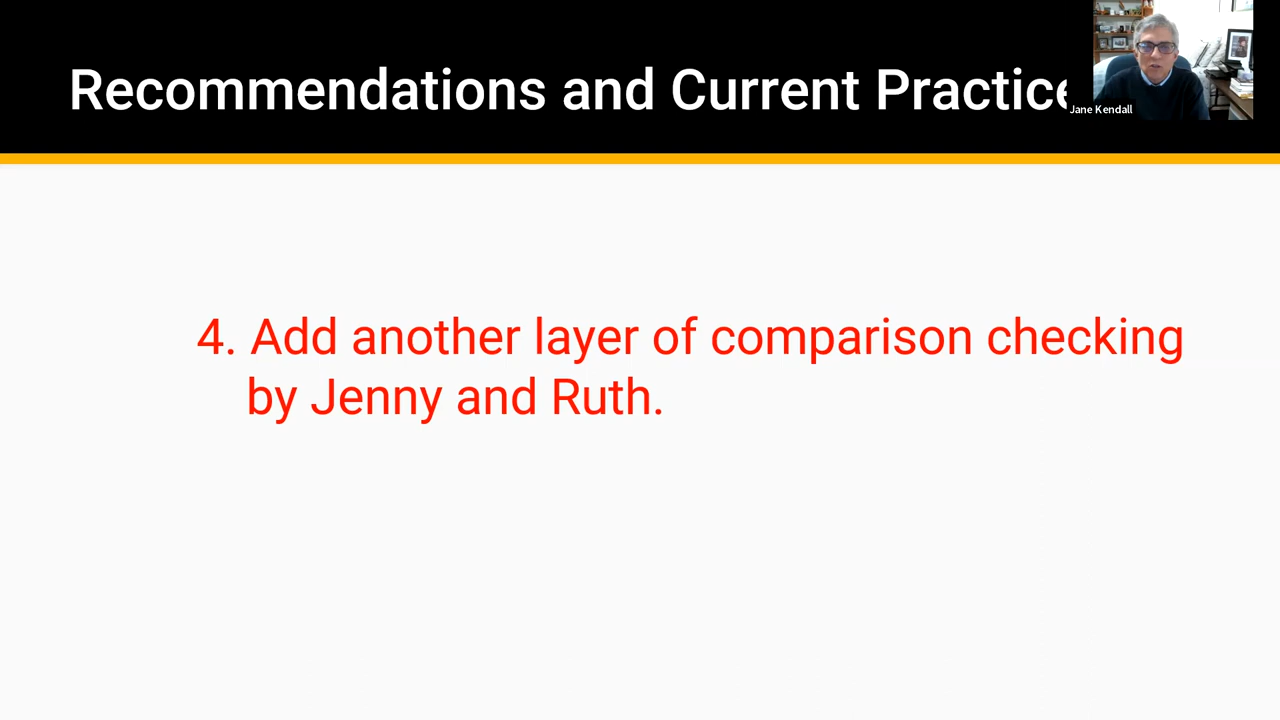 Recommendations and Current Practice
Jane Kendall
4. Add another layer of comparison checking
by Jenny and Ruth.